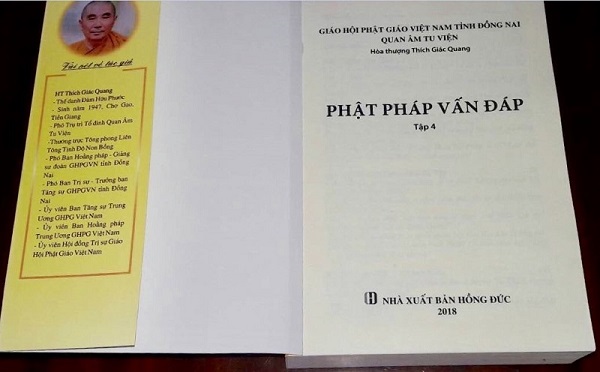 Vài nét về tác giả
HT Thích Giác Quang
- Thế danh Đàm Hữu Phước
- Sinh năm 1947, Chợ Gạo,
Tiền Giang
- Phó Trụ trì Tổ đình Quan Âm
Tu Viện
-Thường trực Tông phong Liên
Tông Tịnh Độ Non Bồng
- Phó Ban Hoằng pháp - Giảng
sư đoàn GHPGVN tỉnh Đồng
Nai
- Phó Ban Trị sự - Trưởng ban
Tăng sự GHPGVN tỉnh Đồng
Nai
- Ủy viên Ban Tăng sự Trung
Ương GHPG Việt Nam
- Ủy viên Ban Hoằng pháp
Trung Ương GHPG Việt Nam
- Ủy viên Hội đồng Trị sự Giáo
Hội Phật Giáo Việt Nam
GIÁO HỘI PHẬT GIÁO VIỆT NAM TỈNH ĐỒNG NAI
QUAN ÂM TU VIỆN
Hòa thượng Thích Giác Quang
PHẬT PHÁP VẤN ĐÁP
Tập 4
NHÀ XUẤT BẢN HỒNG ĐỨC
2018